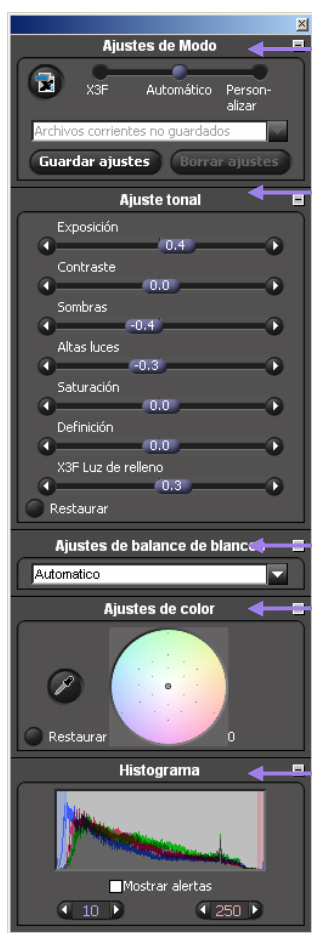 Ajustes de Modo
X3F Automático Person-
alizar
Archivos corrientes no guardados
Guardar ajustes Borrar ajustes
Ajuste tonal
Exposición
0.4
Contraste
0.0
Sombras
-0.4
Altas luces
-0.3
Saturación
0.0
Definición
0.0
X3F Luz de relleno
0.3
Restaurar
Ajustes de balance de blanco
Automatico
Ajustes de color
Restaurar 0
Histograma
Mostrar alertas
10 250